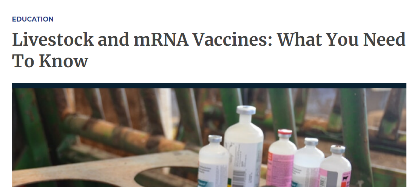 EDUCATION
Livestock and mRNA Vaccines: What You Need
To Know